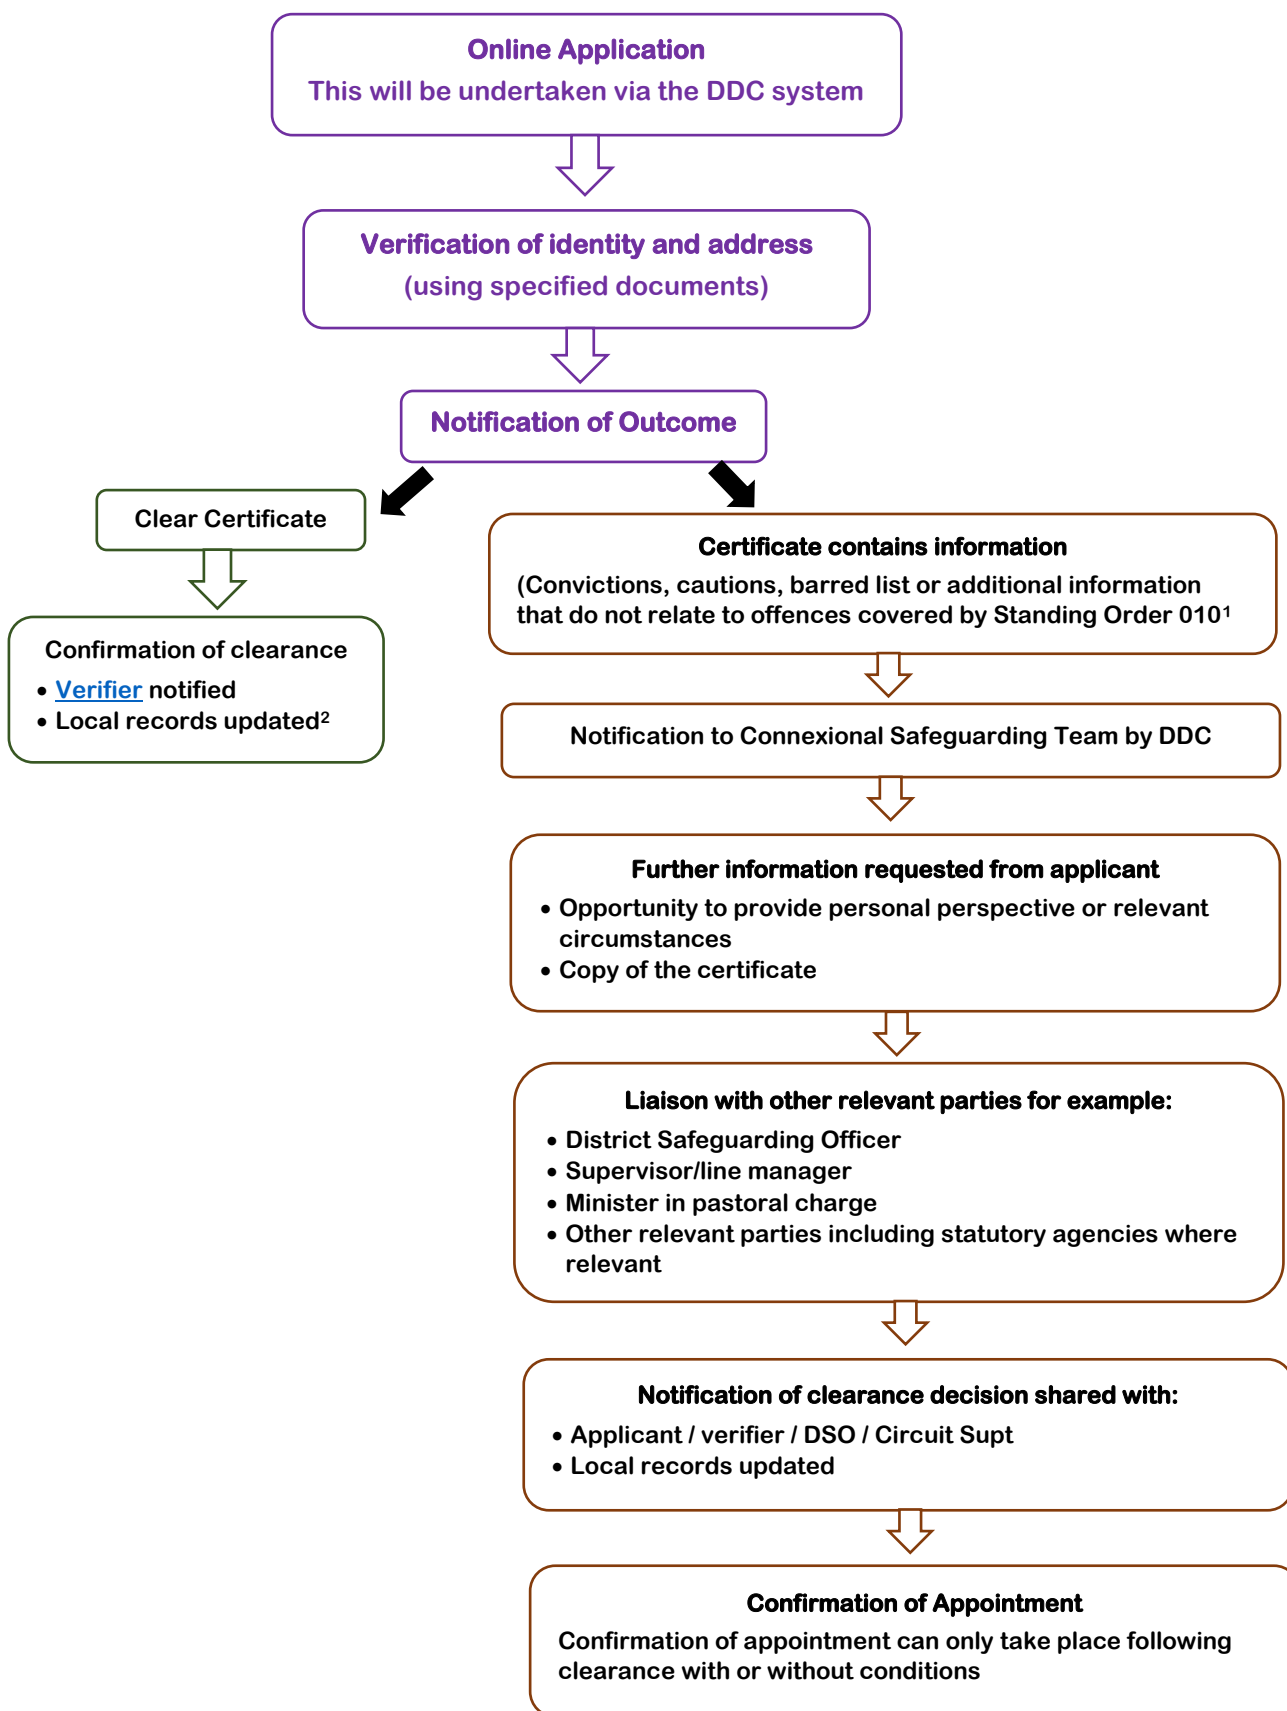 Online Application
This will be undertaken via the DDC system
Verification of identity and address
(using specified documents)
Notification of Outcome
Clear Certificate
Confirmation of clearance
• Verifier notified
• Local records updated²
Certificate contains information
(Convictions, cautions, barred list or additional information
that do not relate to offences covered by Standing Order 010¹
Notification to Connexional Safeguarding Team by DDC
Further information requested from applicant
• Opportunity to provide personal perspective or relevant
circumstances
• Copy of the certificate
Liaison with other relevant parties for example:
• District Safeguarding Officer
• Supervisor/line manager
• Minister in pastoral charge
• Other relevant parties including statutory agencies where
relevant
Notification of clearance decision shared with:
• Applicant / verifier / DSO / Circuit Supt
• Local records updated
Confirmation of Appointment
Confirmation of appointment can only take place following
clearance with or without conditions